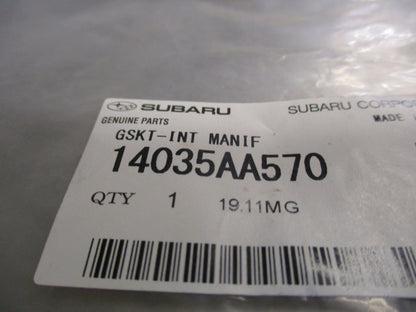 SUBARU SUBARU CORPO
GENUINE PARTS MADE
GSKT-INT MANIF
14035AA570
QTY 1 19.11MG